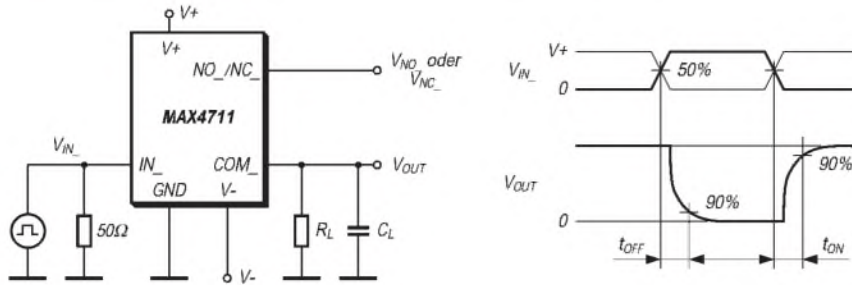 V+
V+
NO_/NC_
V_NO_ oder
V_NC_
MAX4711
V_IN_
IN_
COM_
V_OUT
GND
V-
50Ω
R_L
C_L
V-
V+
V_IN_
0
50%
V_OUT
0
90%
90%
t_OFF
t_ON